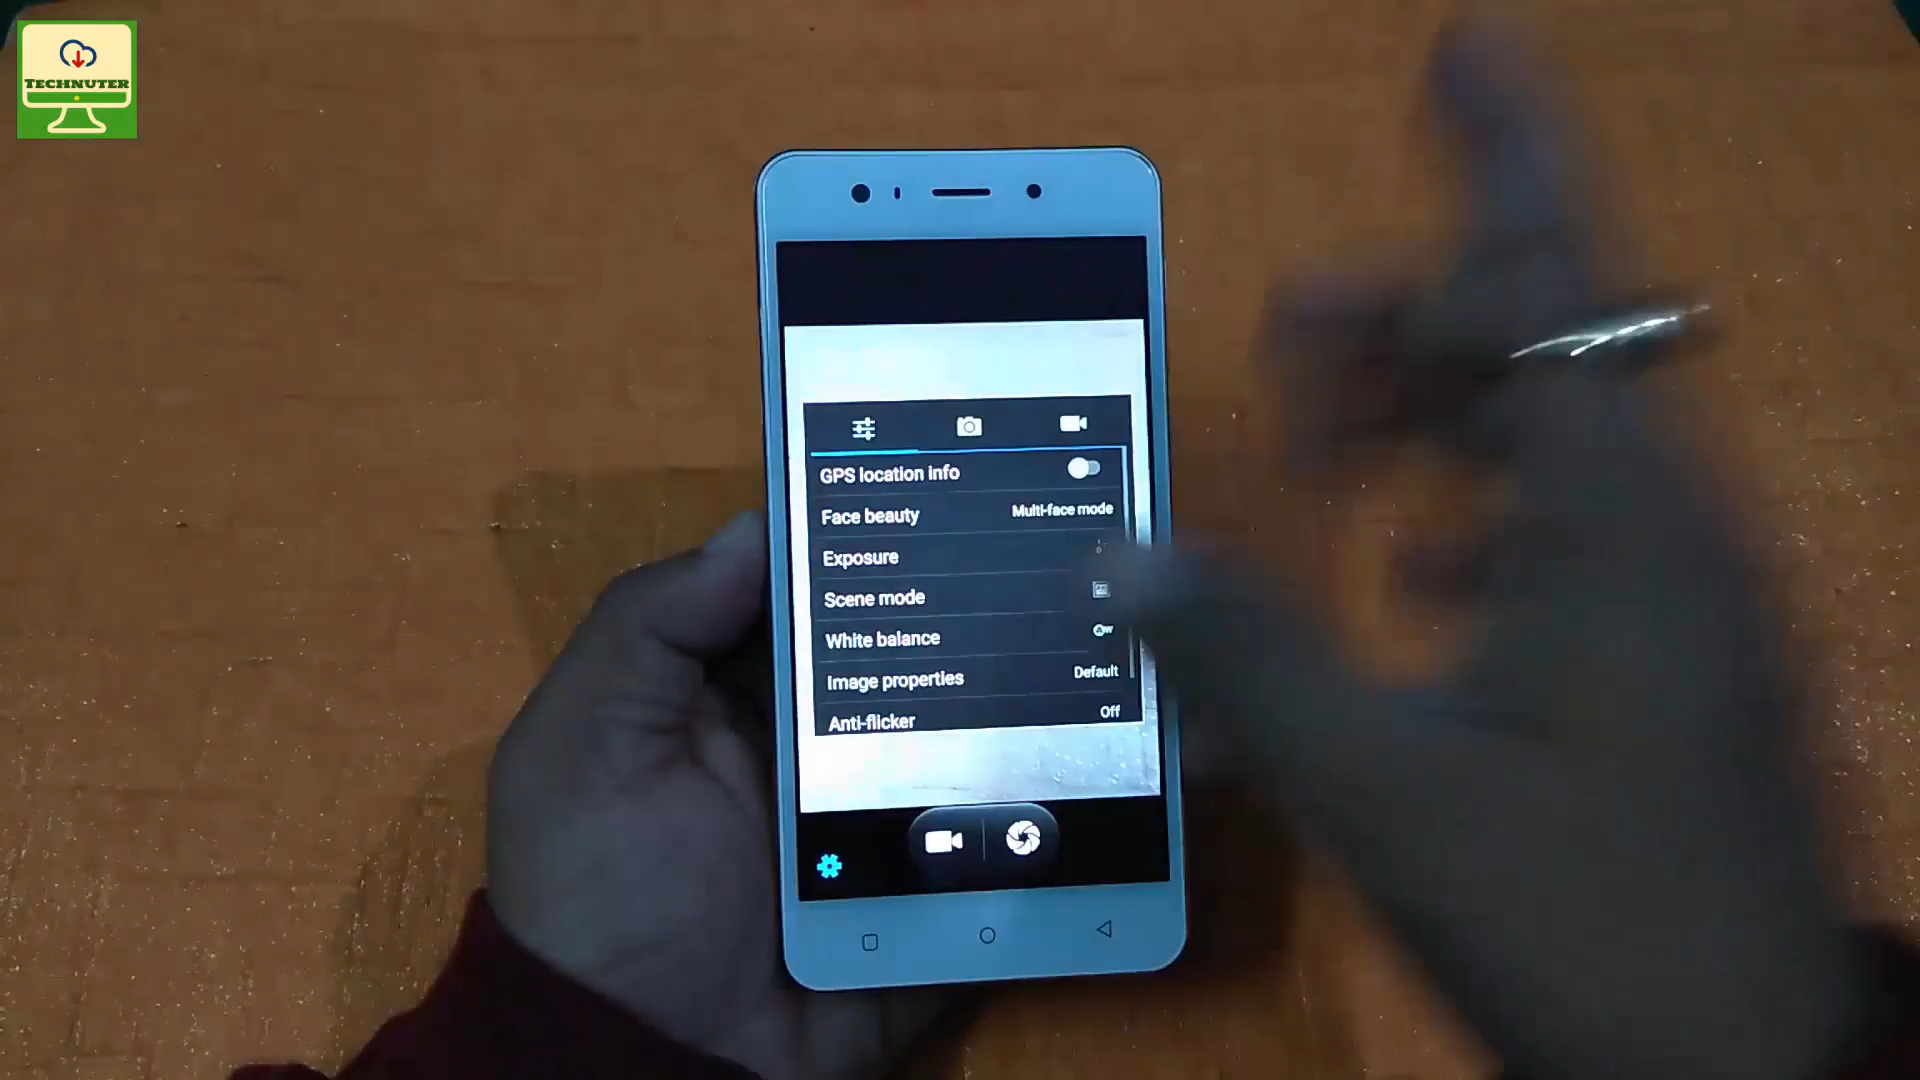 TECHNUTER
GPS location info
Face beauty Multi-face mode
Exposure
Scene mode
White balance
Image properties Default
Anti-flicker Off